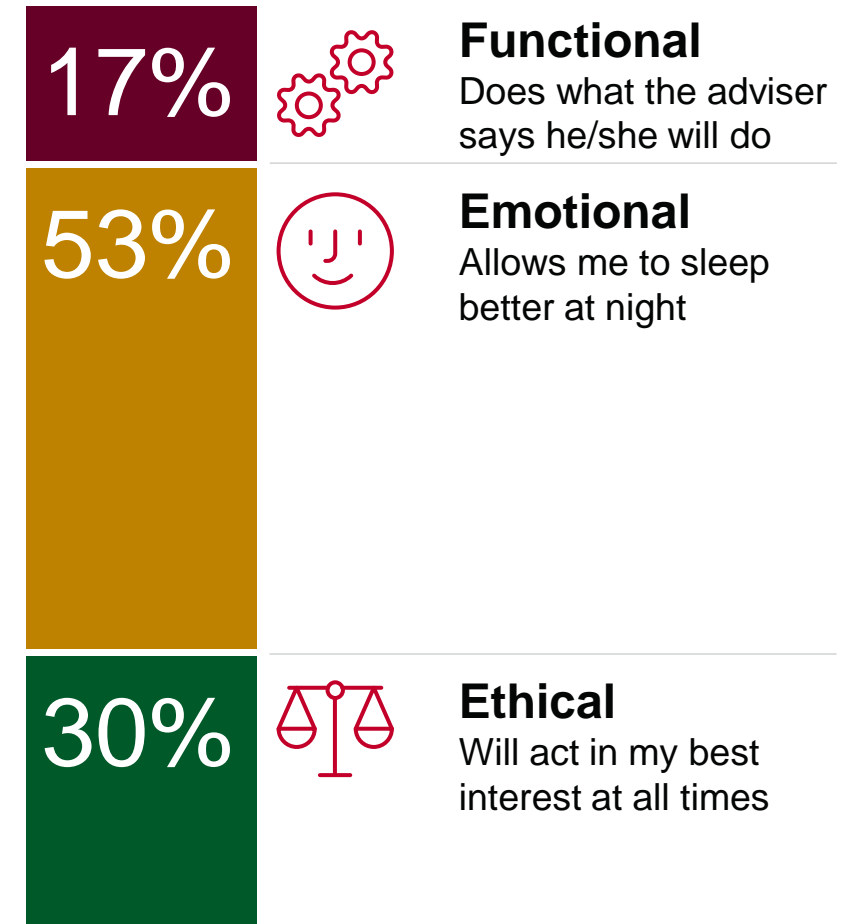 17%
Functional
Does what the adviser
says he/she will do
53%
Emotional
Allows me to sleep
better at night
30%
Ethical
Will act in my best
interest at all times